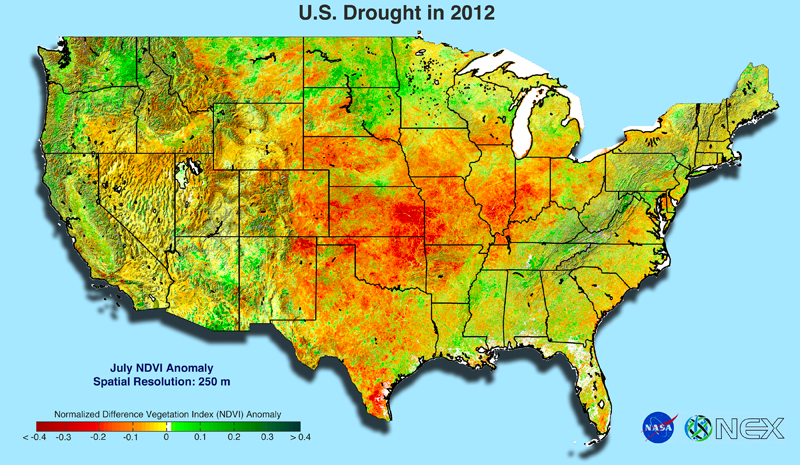 U.S. Drought in 2012
July NDVI Anomaly
Spatial Resolution: 250 m
Normalized Difference Vegetation Index (NDVI) Anomaly
< -0.4 -0.3 -0.2 -0.1 0 0.1 0.2 0.3 > 0.4
NASA
NEX